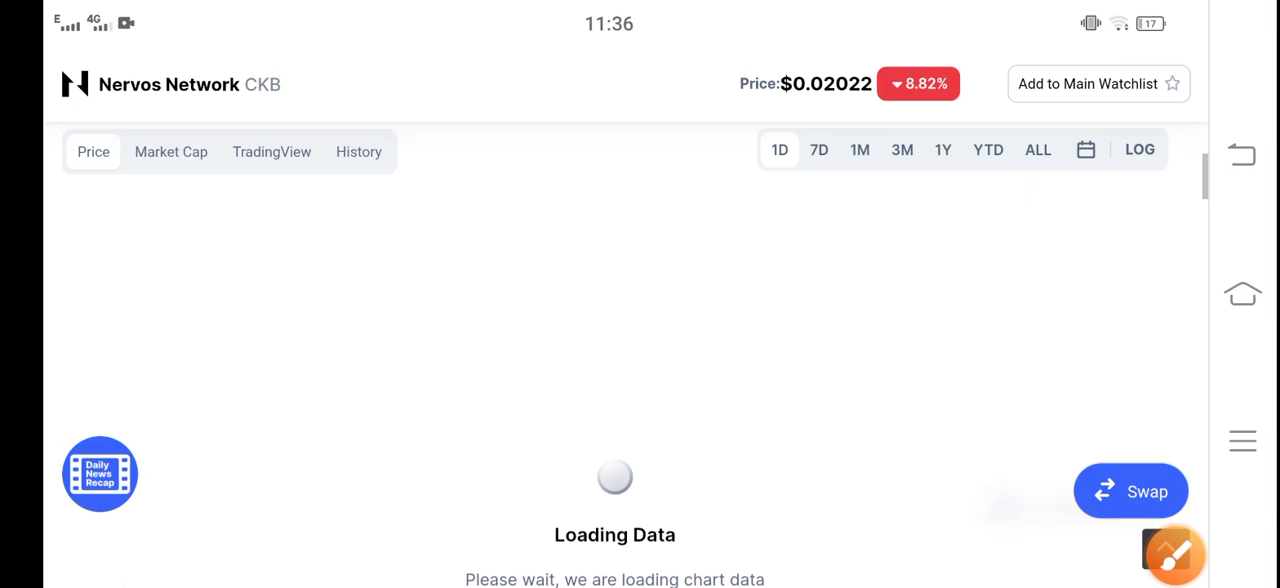 E 4G 11:36 17
Nervos Network CKB Price:$0.02022 8.82% Add to Main Watchlist
Price Market Cap TradingView History 1D 7D 1M 3M 1Y YTD ALL LOG
Daily
News
Recap
Swap
Loading Data
Please wait, we are loading chart data